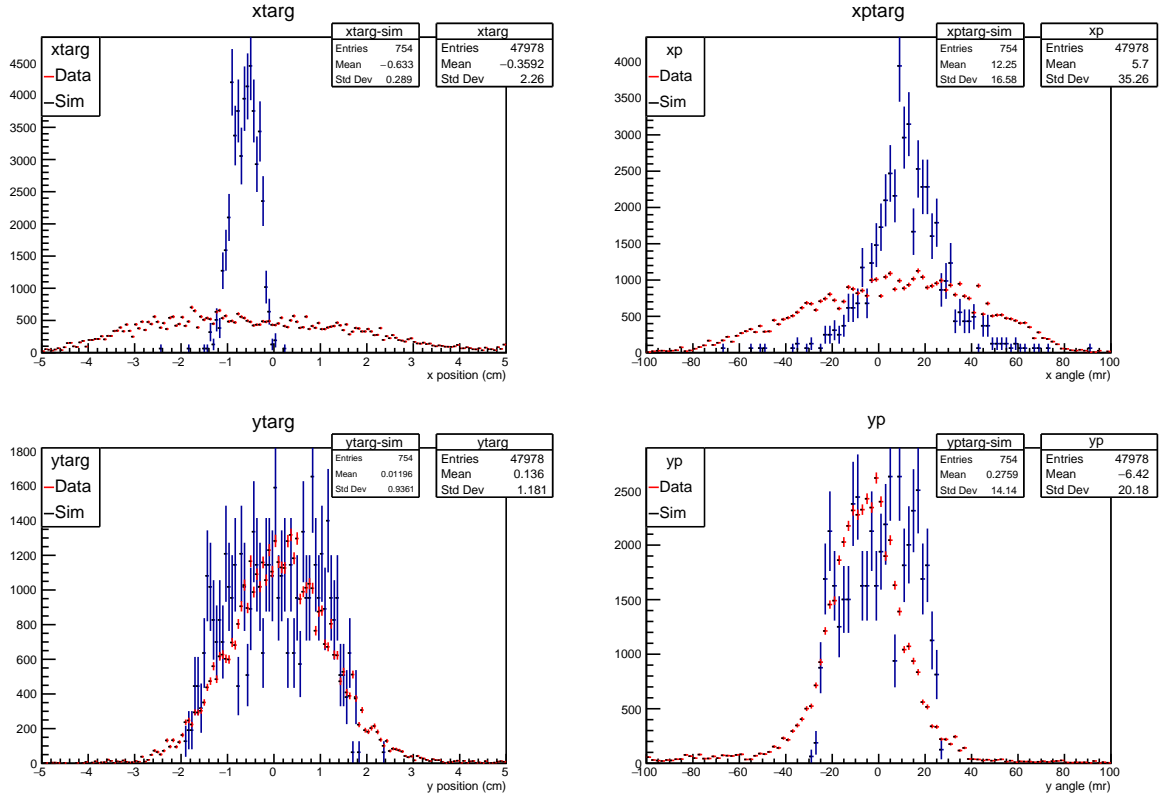 xtarg
xtarg-sim
Entries 754
Mean −0.633
Std Dev 0.289
xtarg
Entries 47978
Mean −0.3592
Std Dev 2.26
xtarg
Data
Sim
4500
4000
3500
3000
2500
2000
1500
1000
500
0
−5 −4 −3 −2 −1 0 1 2 3 4 5
x position (cm)
xptarg
xptarg-sim
Entries 754
Mean 12.25
Std Dev 16.58
xp
Entries 47978
Mean 5.7
Std Dev 35.26
xp
Data
Sim
4000
3500
3000
2500
2000
1500
1000
500
0
−100 −80 −60 −40 −20 0 20 40 60 80 100
x angle (mr)
ytarg
ytarg-sim
Entries 754
Mean 0.01196
Std Dev 0.9361
ytarg
Entries 47978
Mean 0.136
Std Dev 1.181
ytarg
Data
Sim
1800
1600
1400
1200
1000
800
600
400
200
0
−5 −4 −3 −2 −1 0 1 2 3 4 5
y position (cm)
yp
yptarg-sim
Entries 754
Mean 0.2759
Std Dev 14.14
yp
Entries 47978
Mean −6.42
Std Dev 20.18
yp
Data
Sim
2500
2000
1500
1000
500
0
−100 −80 −60 −40 −20 0 20 40 60 80 100
y angle (mr)